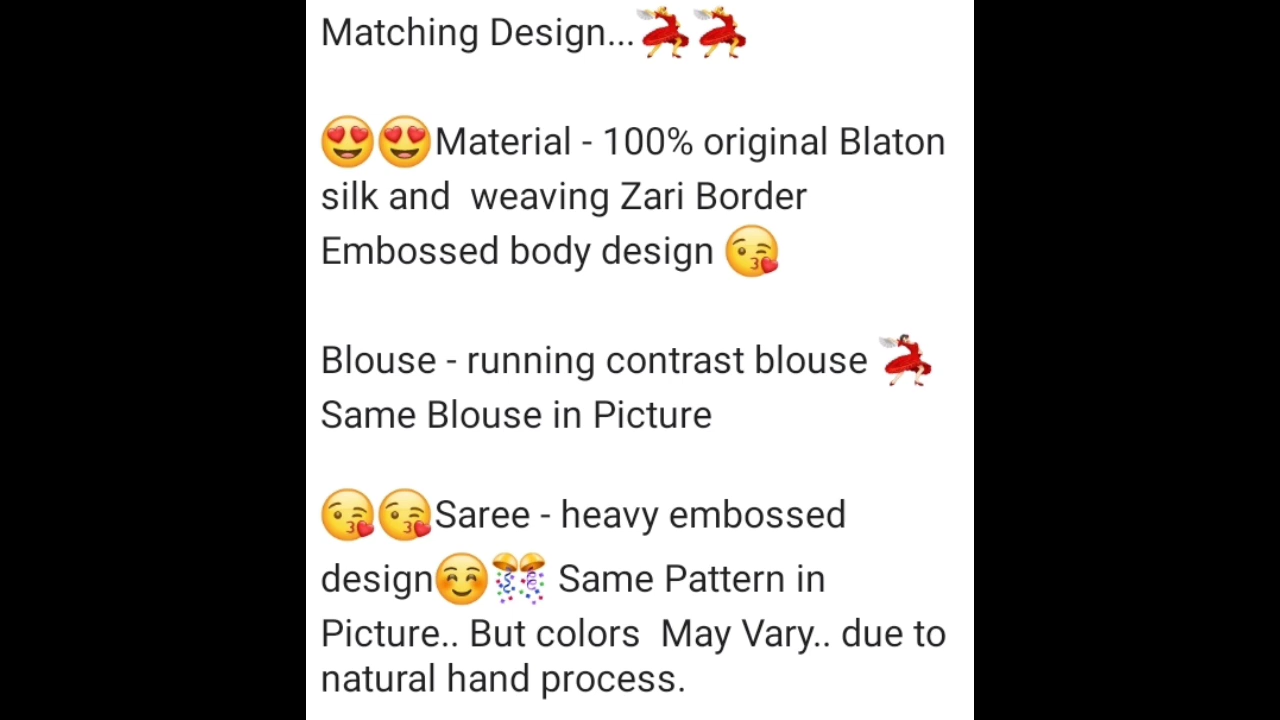 Matching Design...💃💃
😍😍Material - 100% original Blaton
silk and  weaving Zari Border
Embossed body design 😘
Blouse - running contrast blouse 💃
Same Blouse in Picture
😘😘Saree - heavy embossed
design☺️🎊 Same Pattern in
Picture.. But colors  May Vary.. due to
natural hand process.